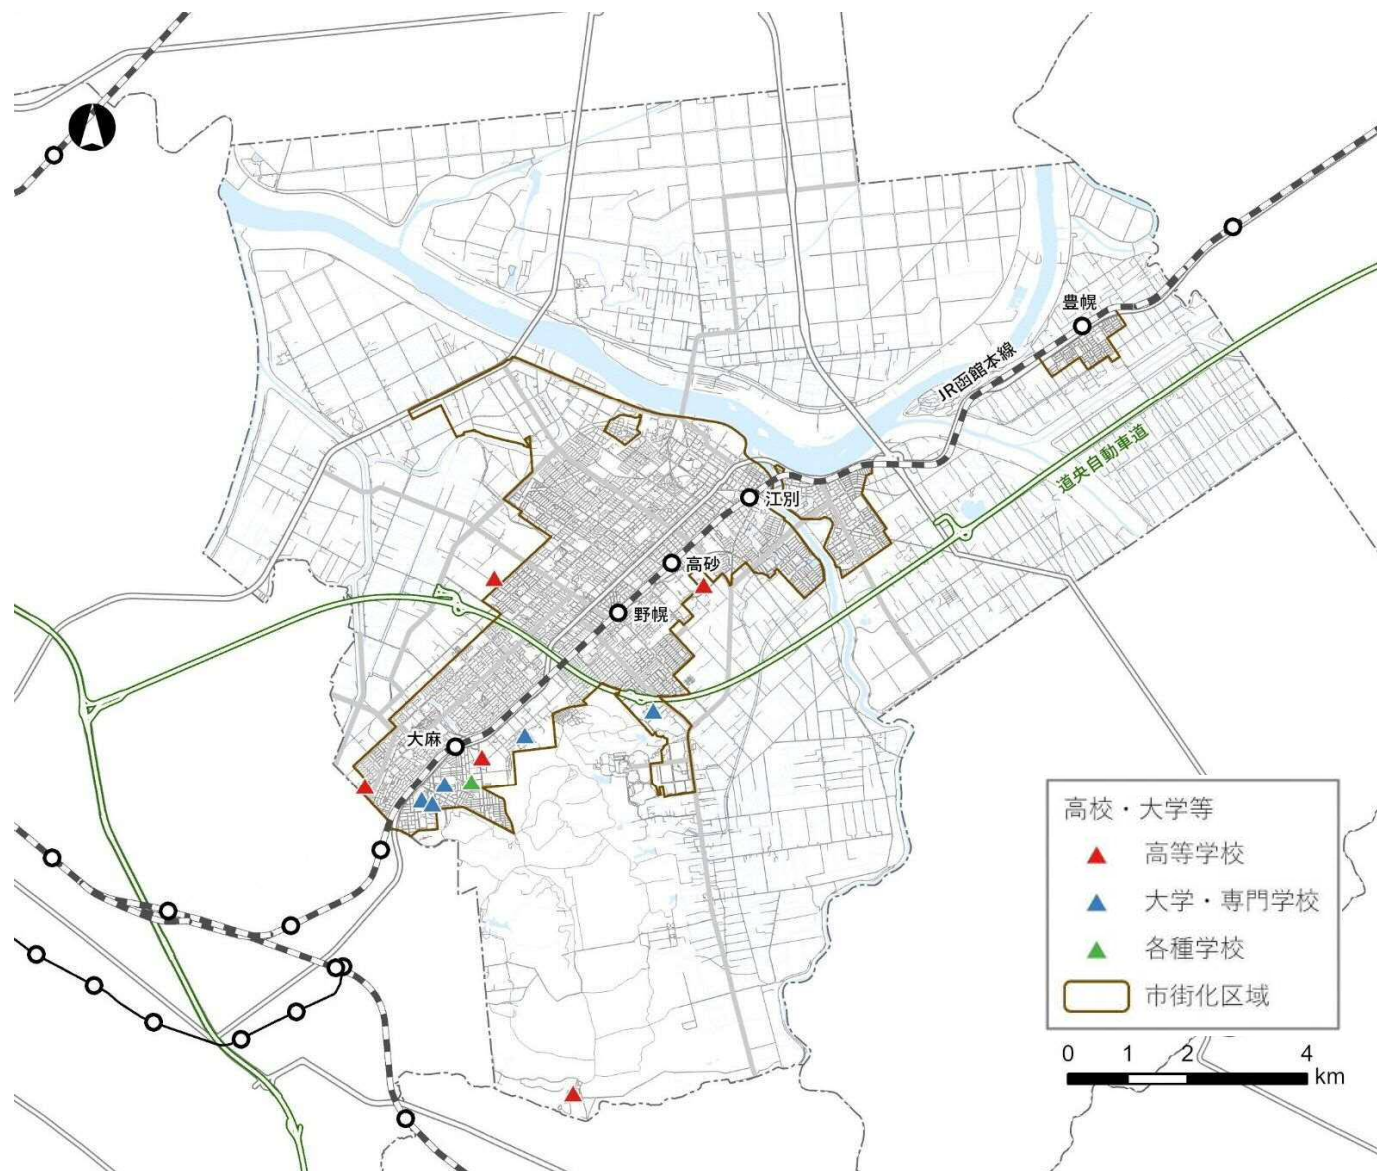 豊幌
JR函館本線
道央自動車道
江別
高砂
野幌
大麻
高校・大学等
高等学校
大学・専門学校
各種学校
市街化区域
0 1 2 4
km